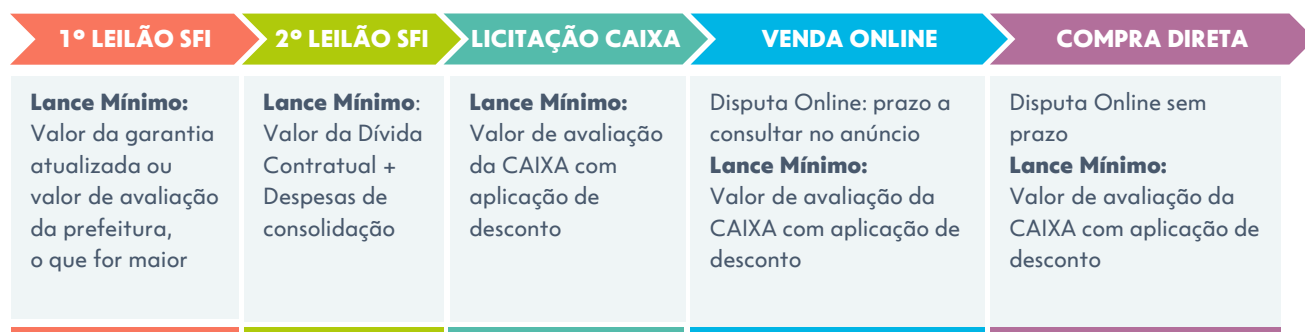 1º LEILÃO SFI
2º LEILÃO SFI
LICITAÇÃO CAIXA
VENDA ONLINE
COMPRA DIRETA
Lance Mínimo:
Valor da garantia
atualizada ou
valor de avaliação
da prefeitura,
o que for maior
Lance Mínimo:
Valor da Dívida
Contratual +
Despesas de
consolidação
Lance Mínimo:
Valor de avaliação
da CAIXA com
aplicação de
desconto
Disputa Online: prazo a
consultar no anúncio
Lance Mínimo:
Valor de avaliação da
CAIXA com aplicação de
desconto
Disputa Online sem
prazo
Lance Mínimo:
Valor de avaliação da
CAIXA com aplicação de
desconto